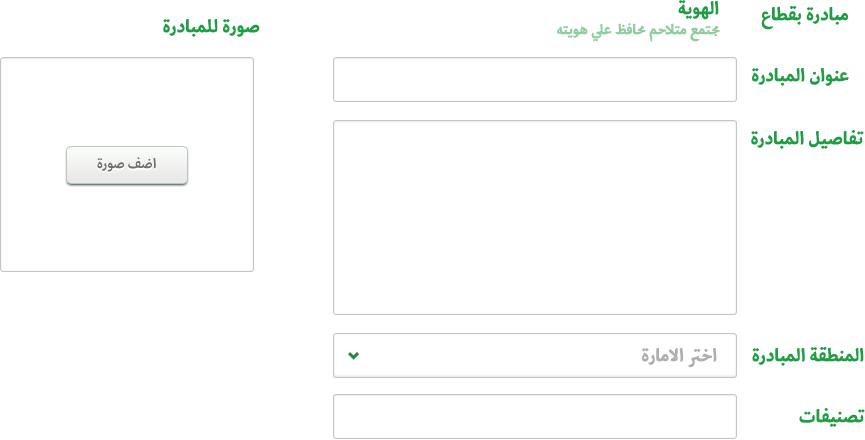 مبادرة بقطاع
الهوية
مجتمع متلاحم محافظ علي هويته
صورة للمبادرة
عنوان المبادرة
تفاصيل المبادرة
اضف صورة
المنطقة المبادرة
اختر الامارة
تصنيفات